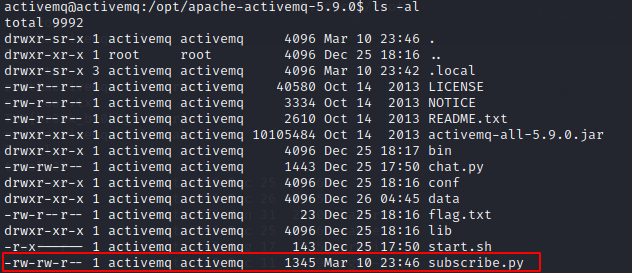 activemq@activemq:/opt/apache-activemq-5.9.0$ ls -al
total 9992
drwxr-sr-x 1 activemq activemq 4096 Mar 10 23:46 .
drwxr-xr-x 1 root root 4096 Dec 25 18:16 ..
drwxr-sr-x 3 activemq activemq 4096 Mar 10 23:42 .local
-rw-r--r-- 1 activemq activemq 40580 Oct 14 2013 LICENSE
-rw-r--r-- 1 activemq activemq 3334 Oct 14 2013 NOTICE
-rw-r--r-- 1 activemq activemq 2610 Oct 14 2013 README.txt
-rwxr-xr-x 1 activemq activemq 10105484 Oct 14 2013 activemq-all-5.9.0.jar
drwxr-xr-x 1 activemq activemq 4096 Dec 25 18:17 bin
-rw-rw-r-- 1 activemq activemq 1443 Dec 25 17:50 chat.py
drwxr-xr-x 1 activemq activemq 4096 Dec 25 18:16 conf
drwxr-xr-x 1 activemq activemq 4096 Dec 26 04:45 data
-rw-rw-r-- 1 activemq activemq 23 Dec 25 18:16 flag.txt
drwxr-xr-x 1 activemq activemq 4096 Dec 25 18:16 lib
-r-x------ 1 activemq activemq 143 Dec 25 17:50 start.sh
-rw-rw-r-- 1 activemq activemq 1345 Mar 10 23:46 subscribe.py